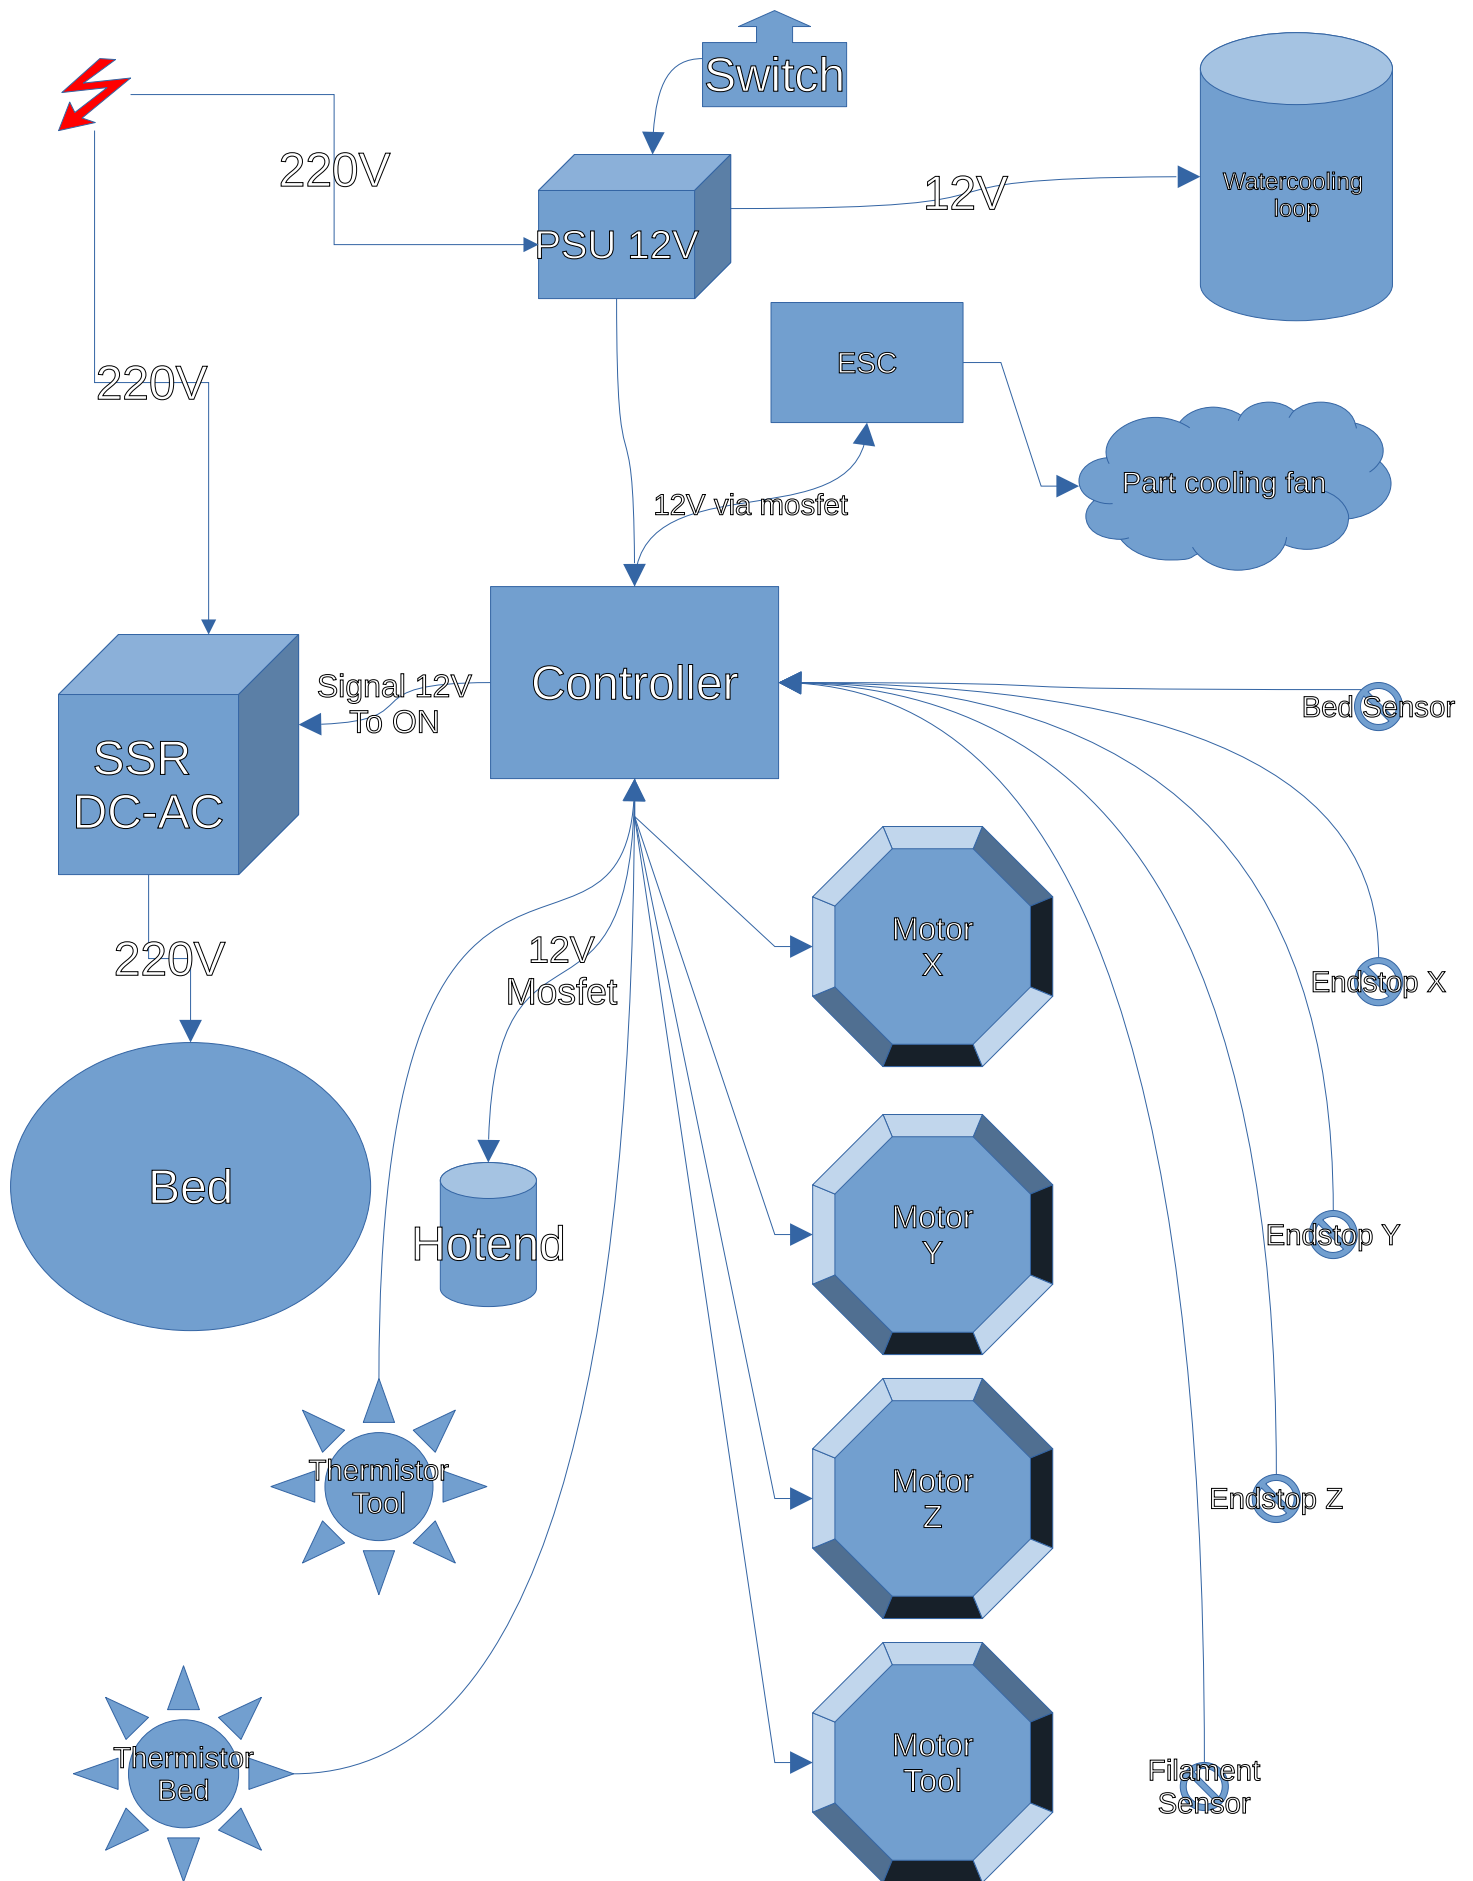 Switch
220V
12V
Watercooling
loop
PSU 12V
ESC
220V
Part cooling fan
12V via mosfet
Controller
Signal 12V
To ON
Bed Sensor
SSR
DC-AC
Motor
X
12V
Mosfet
220V
Endstop X
Bed
Hotend
Motor
Y
Endstop Y
Thermistor
Tool
Motor
Z
Endstop Z
Thermistor
Bed
Motor
Tool
Filament
Sensor